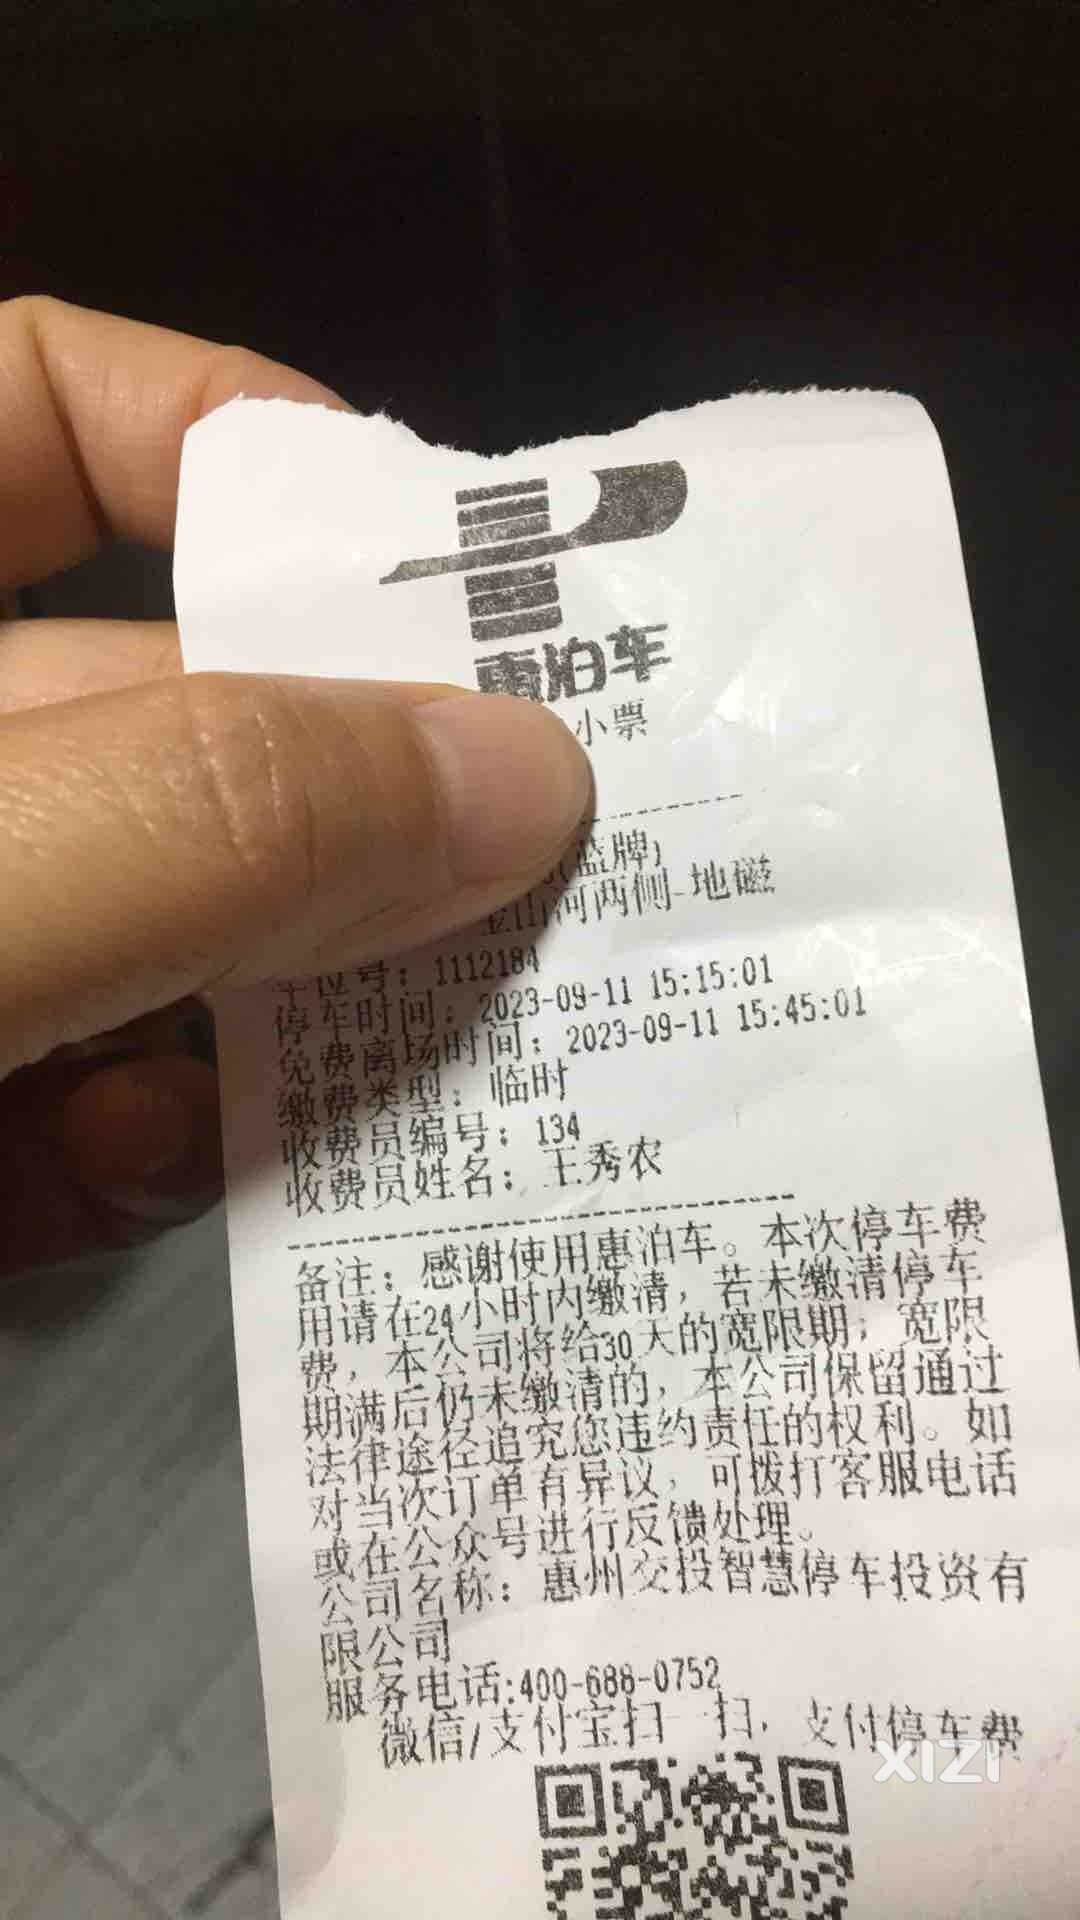 惠泊车
小票
(蓝牌)
金山河两侧-地磁
车位号：1112184
停车时间：2023-09-11 15:15:01
免费离场时间：2023-09-11 15:45:01
缴费类型：临时
收费员编号：134
收费员姓名：王秀农
备注：感谢使用惠泊车。本次停车费
用请在24小时内缴清，若未缴清停车
费，本公司将给30天的宽限期，宽限
期满后仍未缴清的，本公司保留通过
法律途径追究您违约责任的权利。如
对当次订单有异议，可拨打客服电话
或在公众号进行反馈处理。
公司名称：惠州交投智慧停车投资有
限公司
服务电话:400-688-0752
微信/支付宝扫一扫，支付停车费
XIZI